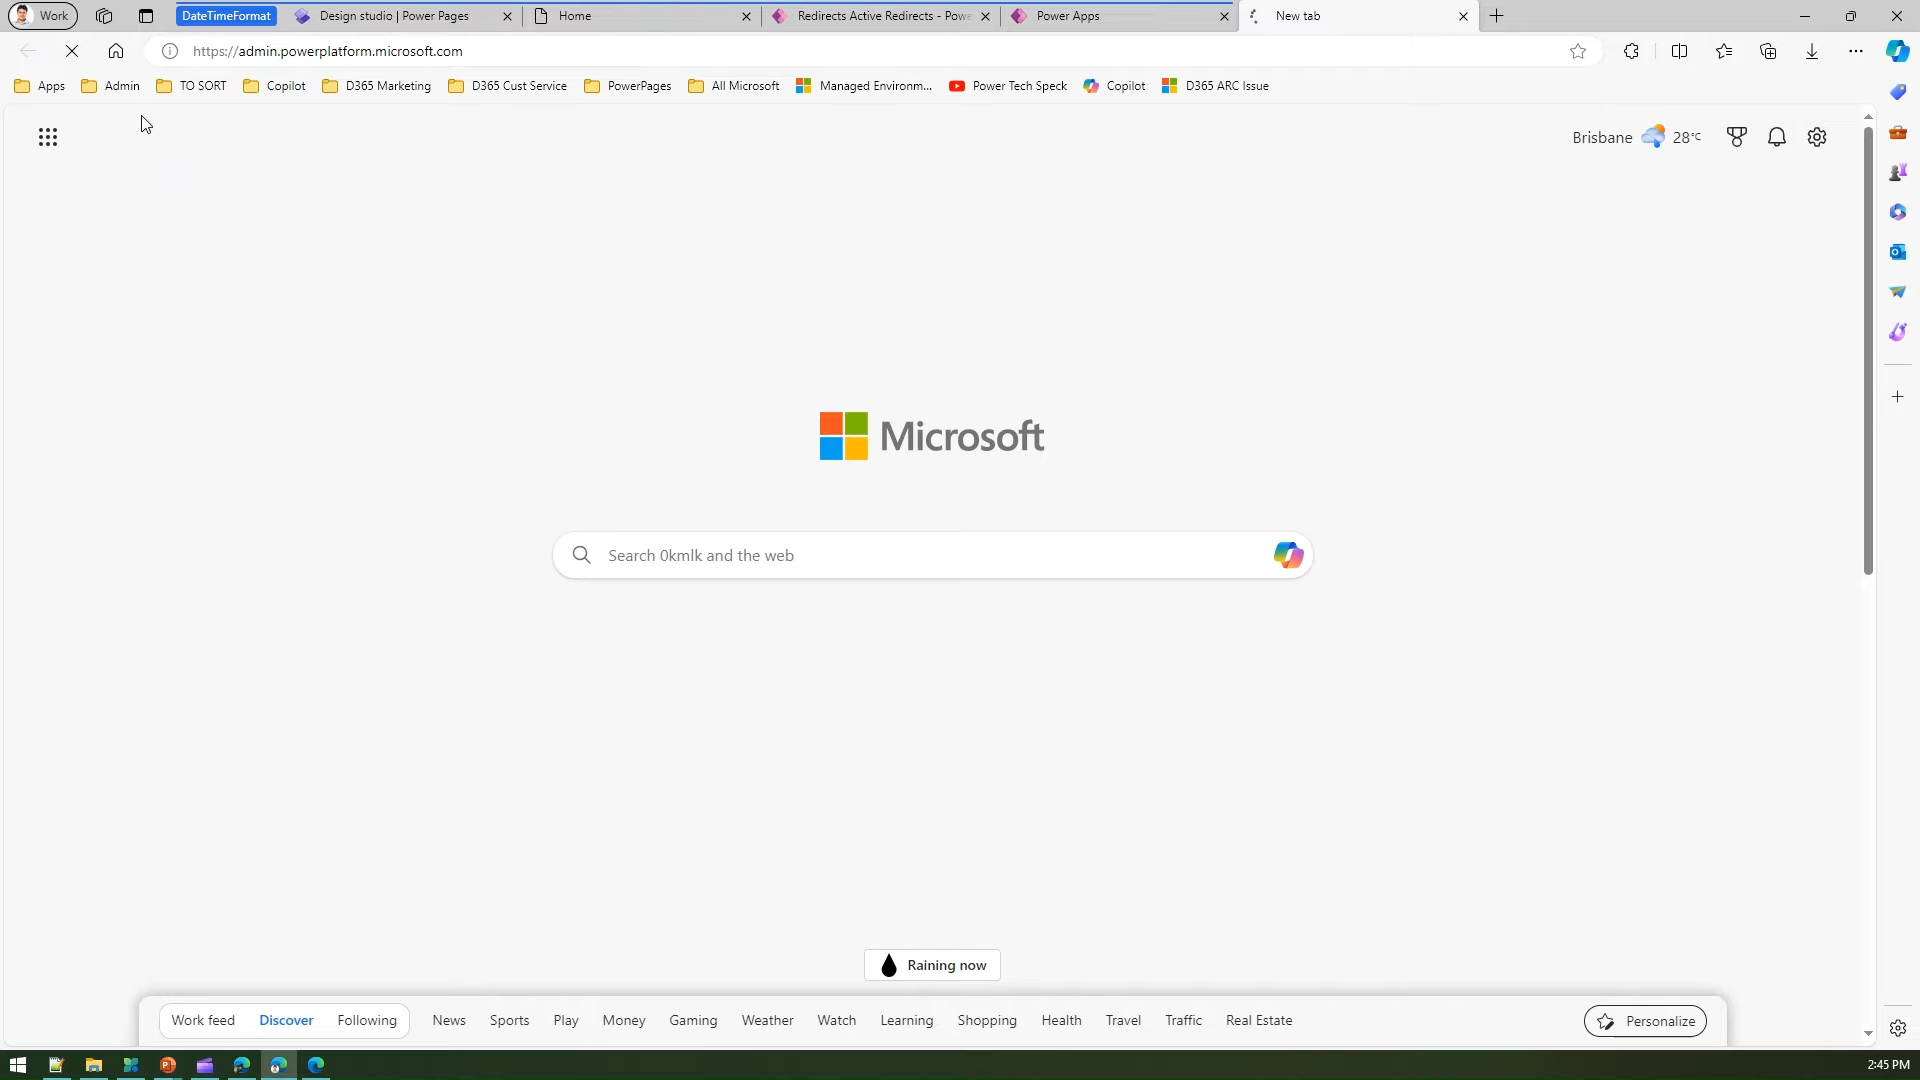 Work
DateTimeFormat
Design studio | Power Pages
Home
Redirects Active Redirects - Powe
Power Apps
New tab
https://admin.powerplatform.microsoft.com
Apps
Admin
TO SORT
Copilot
D365 Marketing
D365 Cust Service
PowerPages
All Microsoft
Managed Environm...
Power Tech Speck
Copilot
D365 ARC Issue
Brisbane
28°C
Microsoft
Search 0kmlk and the web
Raining now
Work feed
Discover
Following
News
Sports
Play
Money
Gaming
Weather
Watch
Learning
Shopping
Health
Travel
Traffic
Real Estate
Personalize
2:45 PM